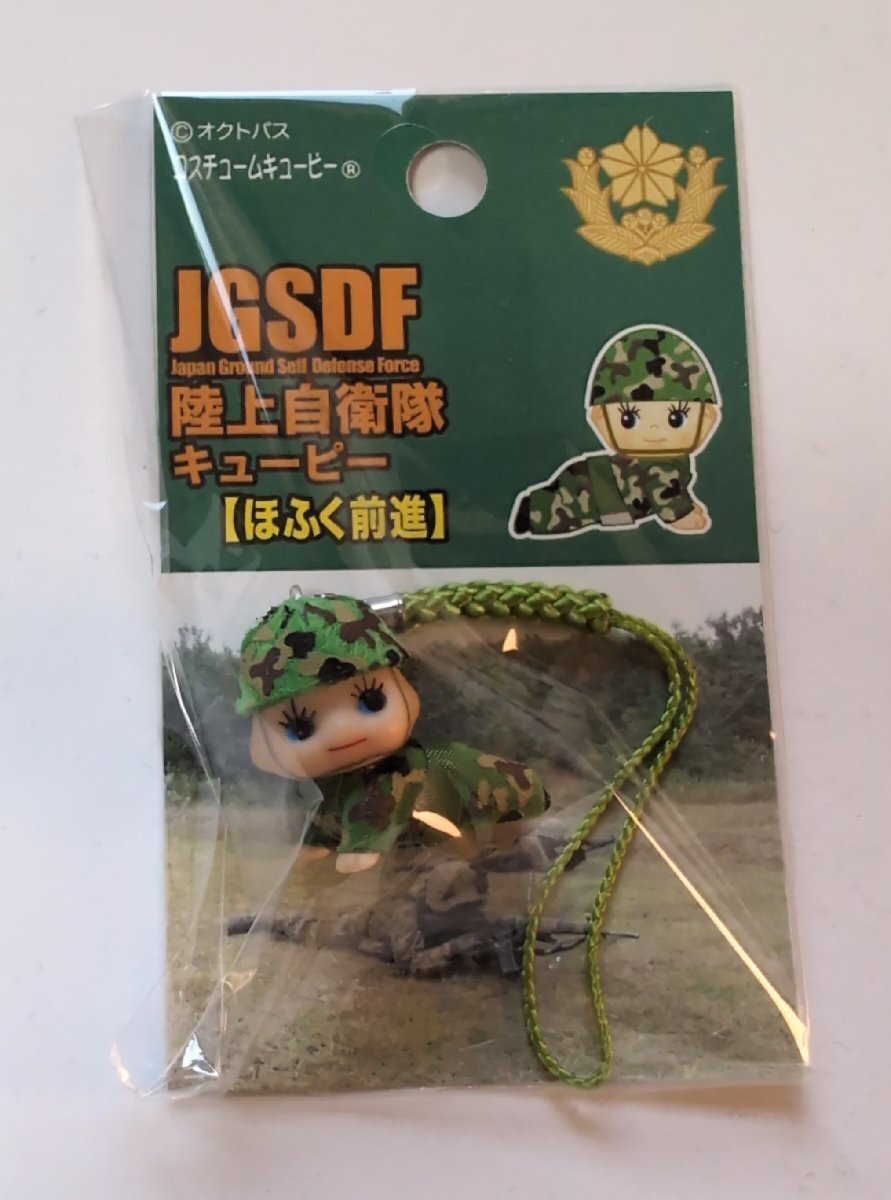 ©オクトパス
コスチュームキューピー®
JGSDF
Japan Ground Self Defense Force
陸上自衛隊
キューピー
【ほふく前進】